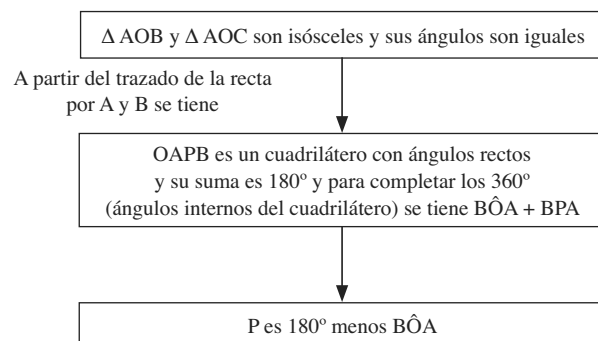 Δ AOB y Δ AOC son isósceles y sus ángulos son iguales
A partir del trazado de la recta
por A y B se tiene
OAPB es un cuadrilátero con ángulos rectos
y su suma es 180º y para completar los 360º
(ángulos internos del cuadrilátero) se tiene BÔA + BPA
P es 180º menos BÔA